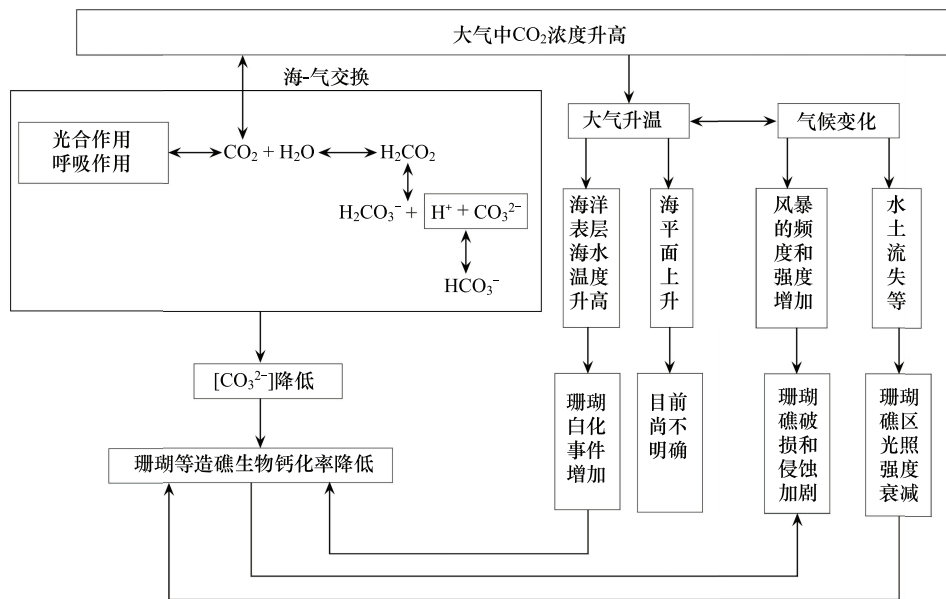 大气中CO₂浓度升高
海-气交换
光合作用
呼吸作用
CO₂ + H₂O
H₂CO₂
H₂CO₃⁻ +
H⁺ + CO₃²⁻
HCO₃⁻
[CO₃²⁻]降低
珊瑚等造礁生物钙化率降低
大气升温
气候变化
海洋
表层
海水
温度
升高
海
平
面
上
升
风暴
的频
度和
强度
增加
水
土
流
失
等
珊瑚
白化
事件
增加
目前
尚不
明确
珊瑚
礁破
损和
侵蚀
加剧
珊瑚
礁区
光照
强度
衰减